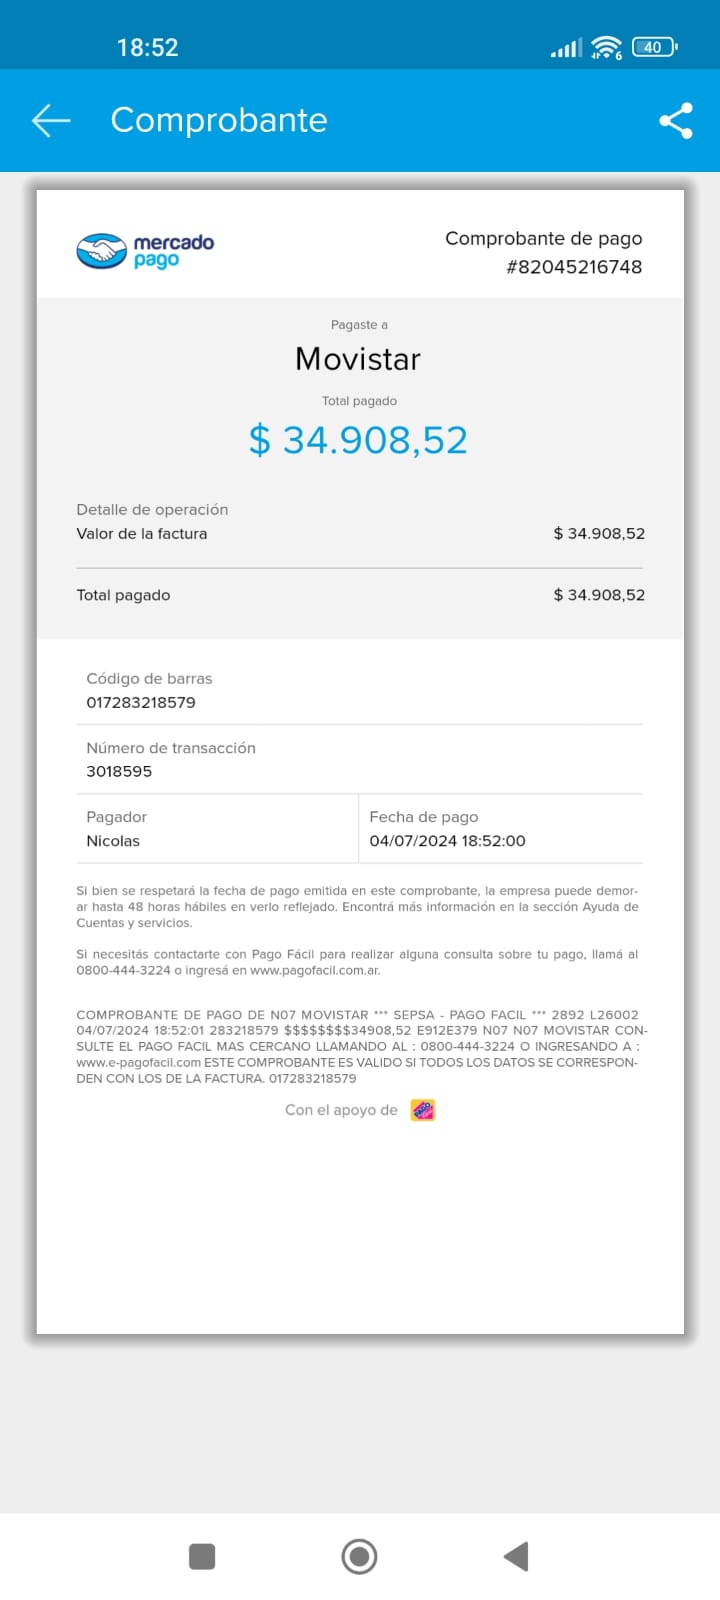 18:52
6
40
Comprobante
mercado
pago
Comprobante de pago
#82045216748
Pagaste a
Movistar
Total pagado
$ 34.908,52
Detalle de operación
Valor de la factura $ 34.908,52
Total pagado $ 34.908,52
Código de barras
017283218579
Número de transacción
3018595
Pagador
Nicolas
Fecha de pago
04/07/2024 18:52:00
Si bien se respetará la fecha de pago emitida en este comprobante, la empresa puede demor-
ar hasta 48 horas hábiles en verlo reflejado. Encontrá más información en la sección Ayuda de
Cuentas y servicios.
Si necesitás contactarte con Pago Fácil para realizar alguna consulta sobre tu pago, llamá al
0800-444-3224 o ingresá en www.pagofacil.com.ar.
COMPROBANTE DE PAGO DE N07 MOVISTAR *** SEPSA - PAGO FACIL *** 2892 L26002
04/07/2024 18:52:01 283218579 $$$$$$$$34908,52 E912E379 N07 N07 MOVISTAR CON-
SULTE EL PAGO FACIL MAS CERCANO LLAMANDO AL : 0800-444-3224 O INGRESANDO A :
www.e-pagofacil.com ESTE COMPROBANTE ES VALIDO SI TODOS LOS DATOS SE CORRESPON-
DEN CON LOS DE LA FACTURA. 017283218579
Con el apoyo de